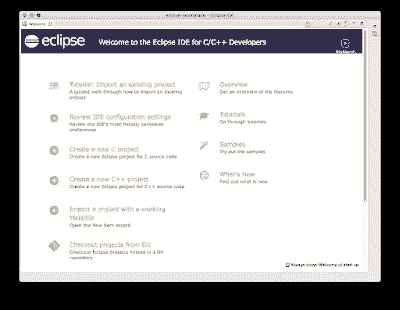 eclipse-workspace - Eclipse IDE
Welcome
eclipse
Welcome to the Eclipse IDE for C/C++ Developers
Workbench
Tutorial: Import an existing project
A guided walk-through how to import an existing
project
Review IDE configuration settings
Review the IDE's most fiercely contested
preferences
Create a new C project
Create a new Eclipse project for C source code
Create a new C++ project
Create a new Eclipse project for C++ source code
Import a project with a working
Makefile
Open the New item wizard
Checkout projects from Git
Checkout Eclipse projects hosted in a Git
repository
Overview
Get an overview of the features
Tutorials
Go through tutorials
Samples
Try out the samples
What's New
Find out what is new
Always show Welcome at start up